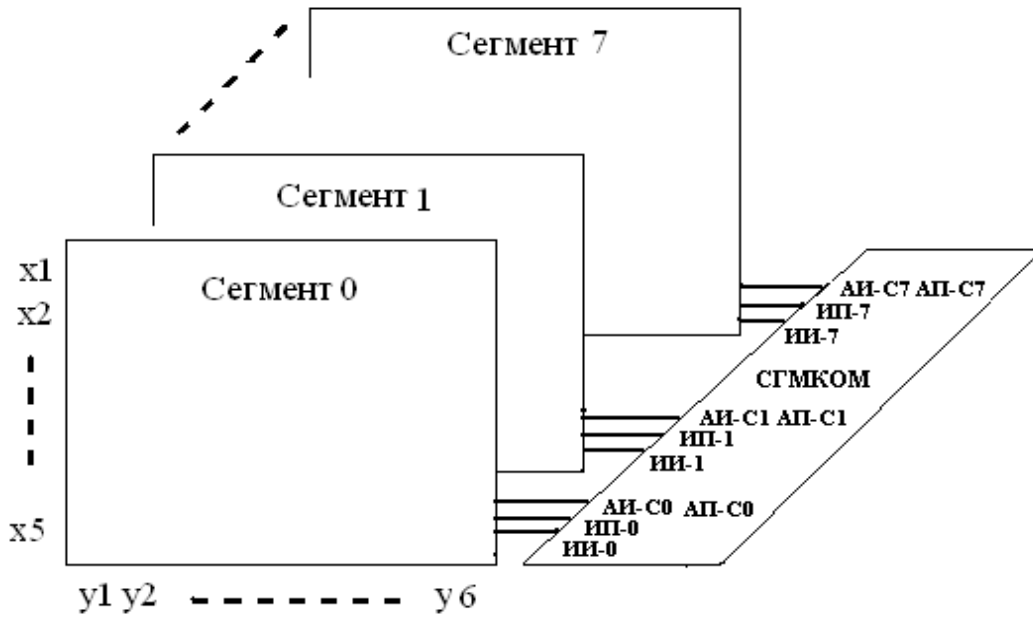 Сегмент 7
Сегмент 1
Сегмент 0
x1
x2
x5
y1 y2 y6
АИ-С7 АП-С7
ИП-7
ИИ-7
СГМКОМ
АИ-С1 АП-С1
ИП-1
ИИ-1
АИ-С0 АП-С0
ИП-0
ИИ-0